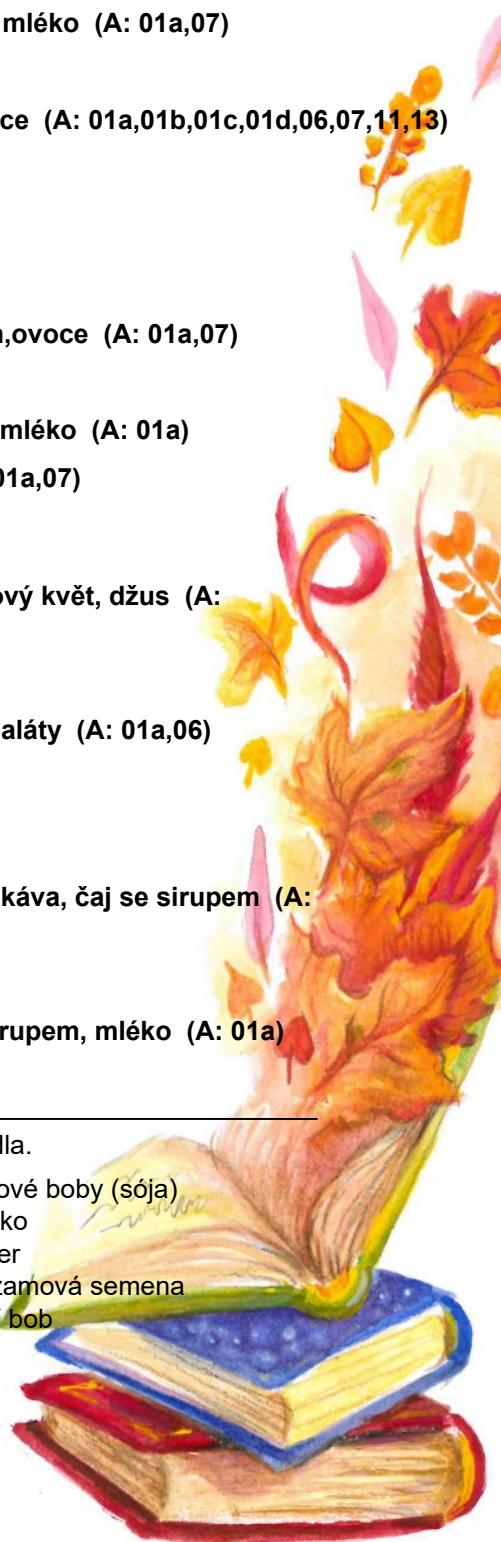 mléko (A: 01a,07)
ce (A: 01a,01b,01c,01d,06,07,11,13)
,ovoce (A: 01a,07)
mléko (A: 01a)
01a,07)
ový květ, džus (A:
aláty (A: 01a,06)
káva, čaj se sirupem (A:
rupem, mléko (A: 01a)
dla.
ové boby (sója)
ko
er
zamová semena
bob